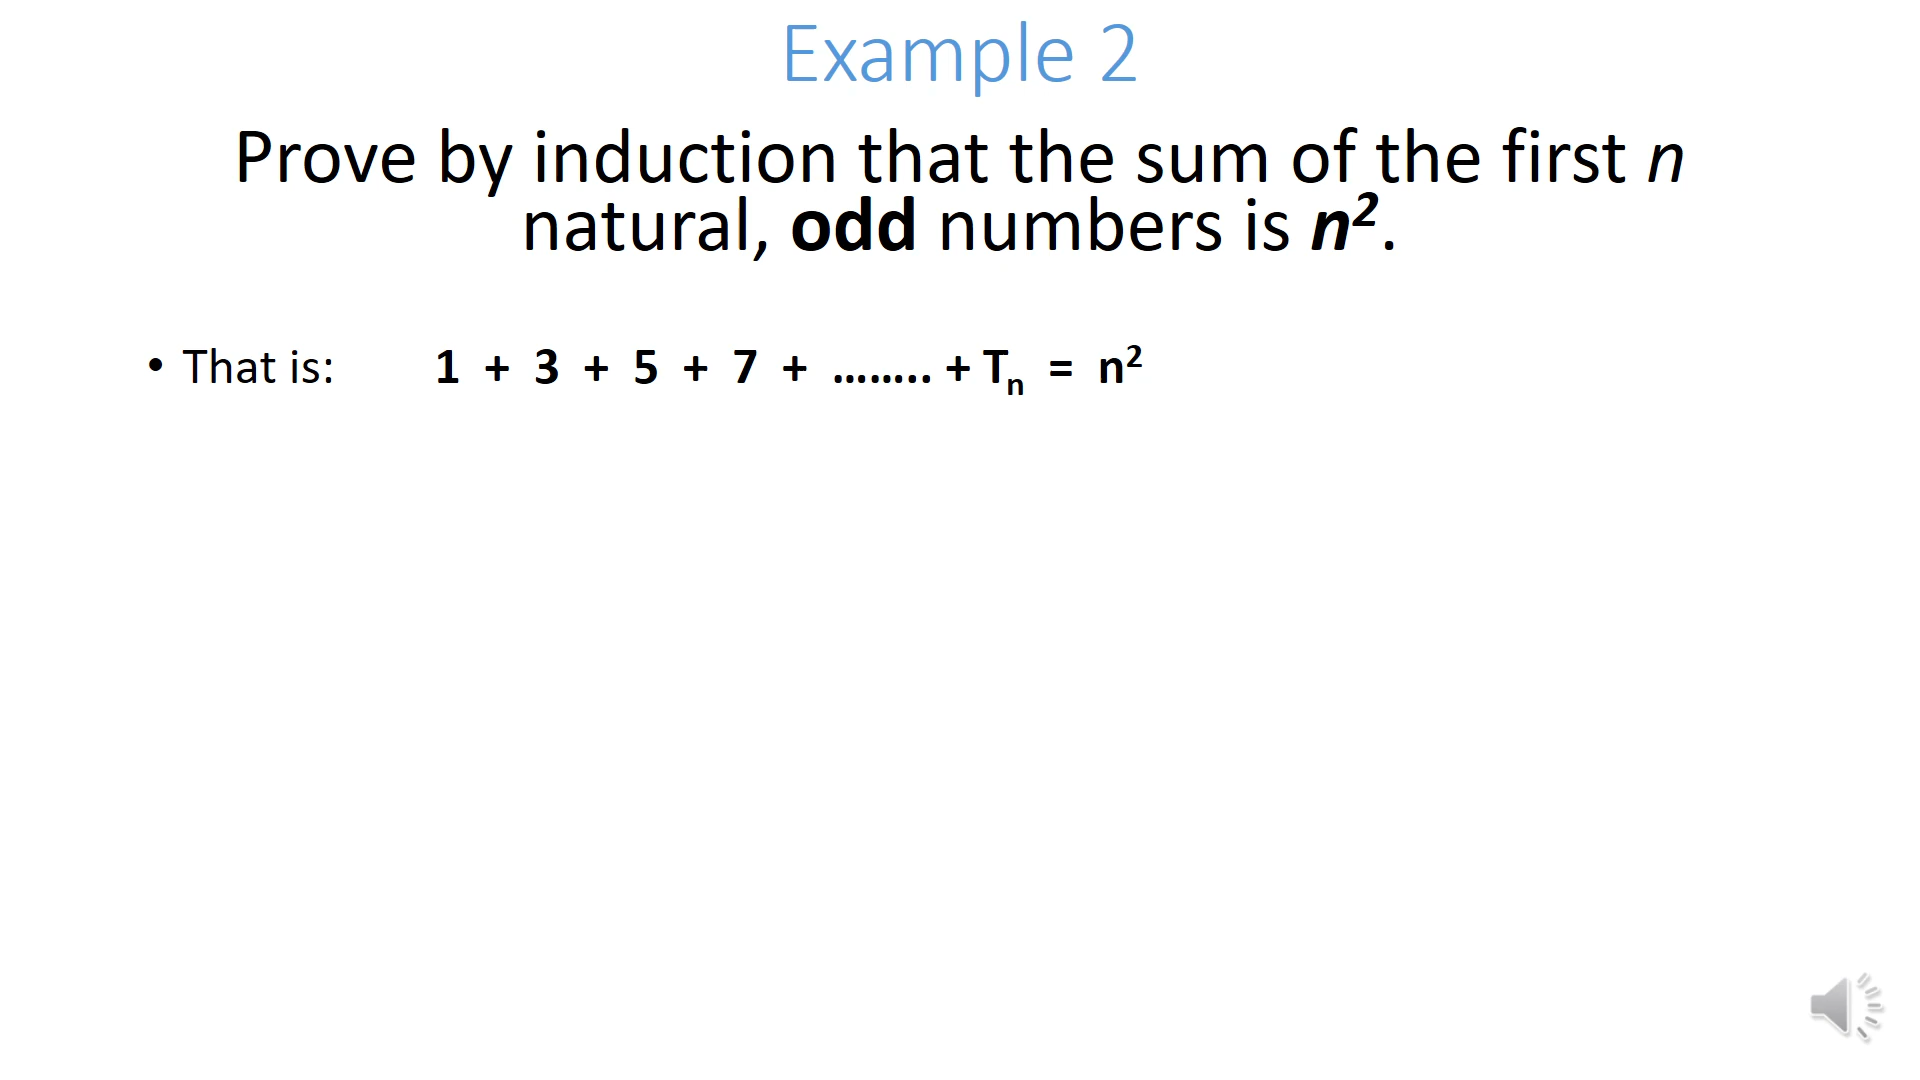 Example 2
Prove by induction that the sum of the first n
natural, odd numbers is n².
• That is: 1 + 3 + 5 + 7 + …….. + Tₙ = n²